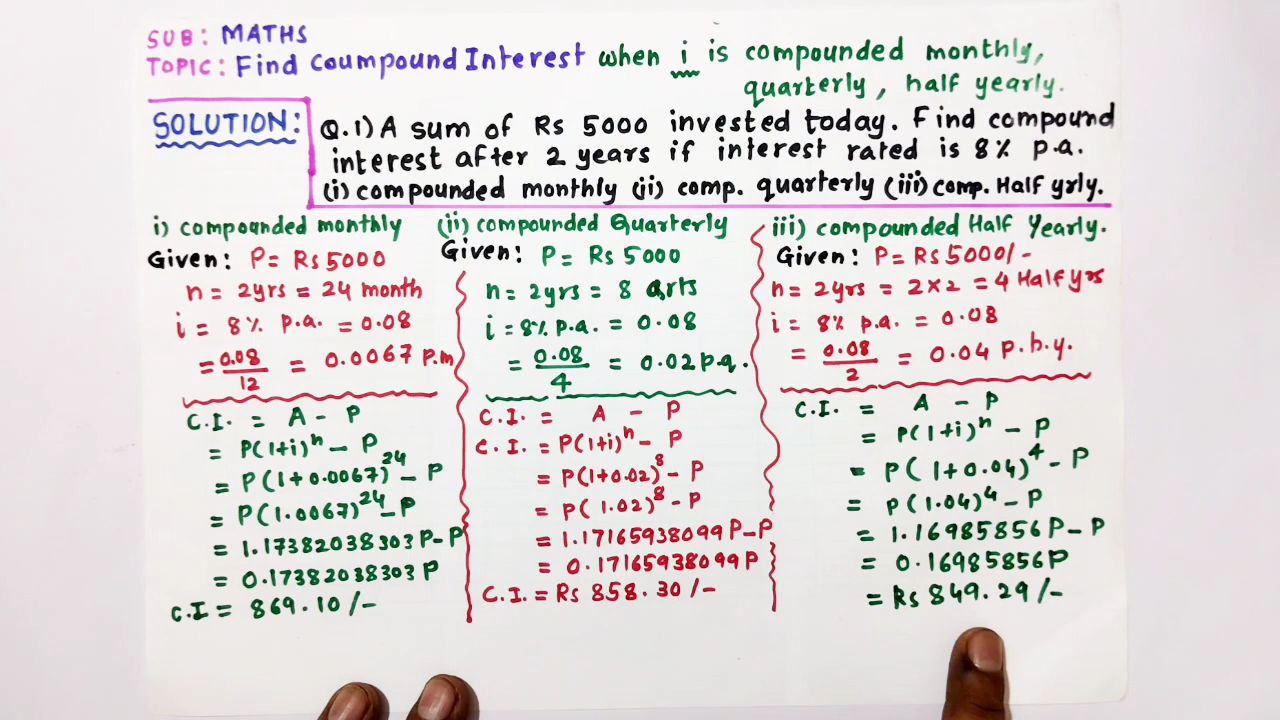 SUB: MATHS
TOPIC: Find Coumpound Interest when i is compounded monthly,
quarterly, half yearly.
SOLUTION:
Q.1) A sum of Rs 5000 invested today. Find compound
interest after 2 years if interest rated is 8% p.a.
(i) compounded monthly (ii) comp. quarterly (iii) comp. Half yrly.
i) compounded monthly
Given: P = Rs 5000
n = 2yrs = 24 month
i = 8% p.a. = 0.08
= 0.08/12 = 0.0067 P.m
C.I. = A - P
= P(1+i)^n - P
= P(1+0.0067)^24 - P
= P(1.0067)^24 - P
= 1.17382038303 P - P
= 0.17382038303 P
C.I = 869.10/-
(ii) compounded Quarterly
Given: P = Rs 5000
n = 2yrs = 8 Qrts
i = 8% p.a. = 0.08
= 0.08/4 = 0.02 p.q.
C.I. = A - P
C.I. = P(1+i)^n - P
= P(1+0.02)^8 - P
= P(1.02)^8 - P
= 1.17165938099 P - P
= 0.17165938099 P
C.I. = Rs 858.30/-
iii) compounded Half Yearly.
Given: P = Rs 5000/-
n = 2yrs = 2×2 = 4 Half yrs
i = 8% p.a. = 0.08
= 0.08/2 = 0.04 p.h.y.
C.I. = A - P
= P(1+i)^n - P
= P(1+0.04)^4 - P
= P(1.04)^4 - P
= 1.16985856 P - P
= 0.16985856 P
= Rs 849.29/-